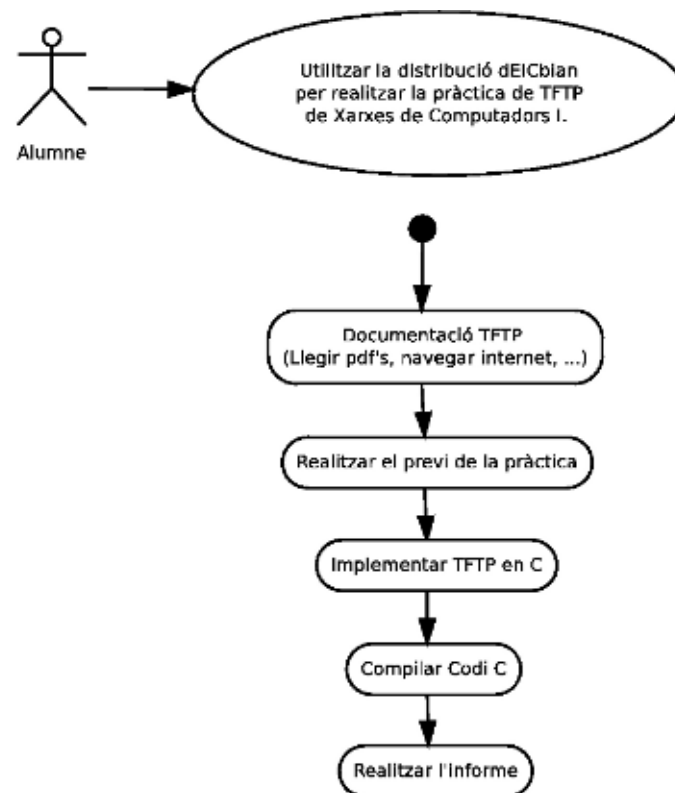 Utilitzar la distribució dEICbian
per realitzar la pràctica de TFTP
de Xarxes de Computadors I.
Alumne
Documentació TFTP
(Llegir pdf's, navegar internet, ...)
Realitzar el previ de la pràctica
Implementar TFTP en C
Compilar Codi C
Realitzar l'informe